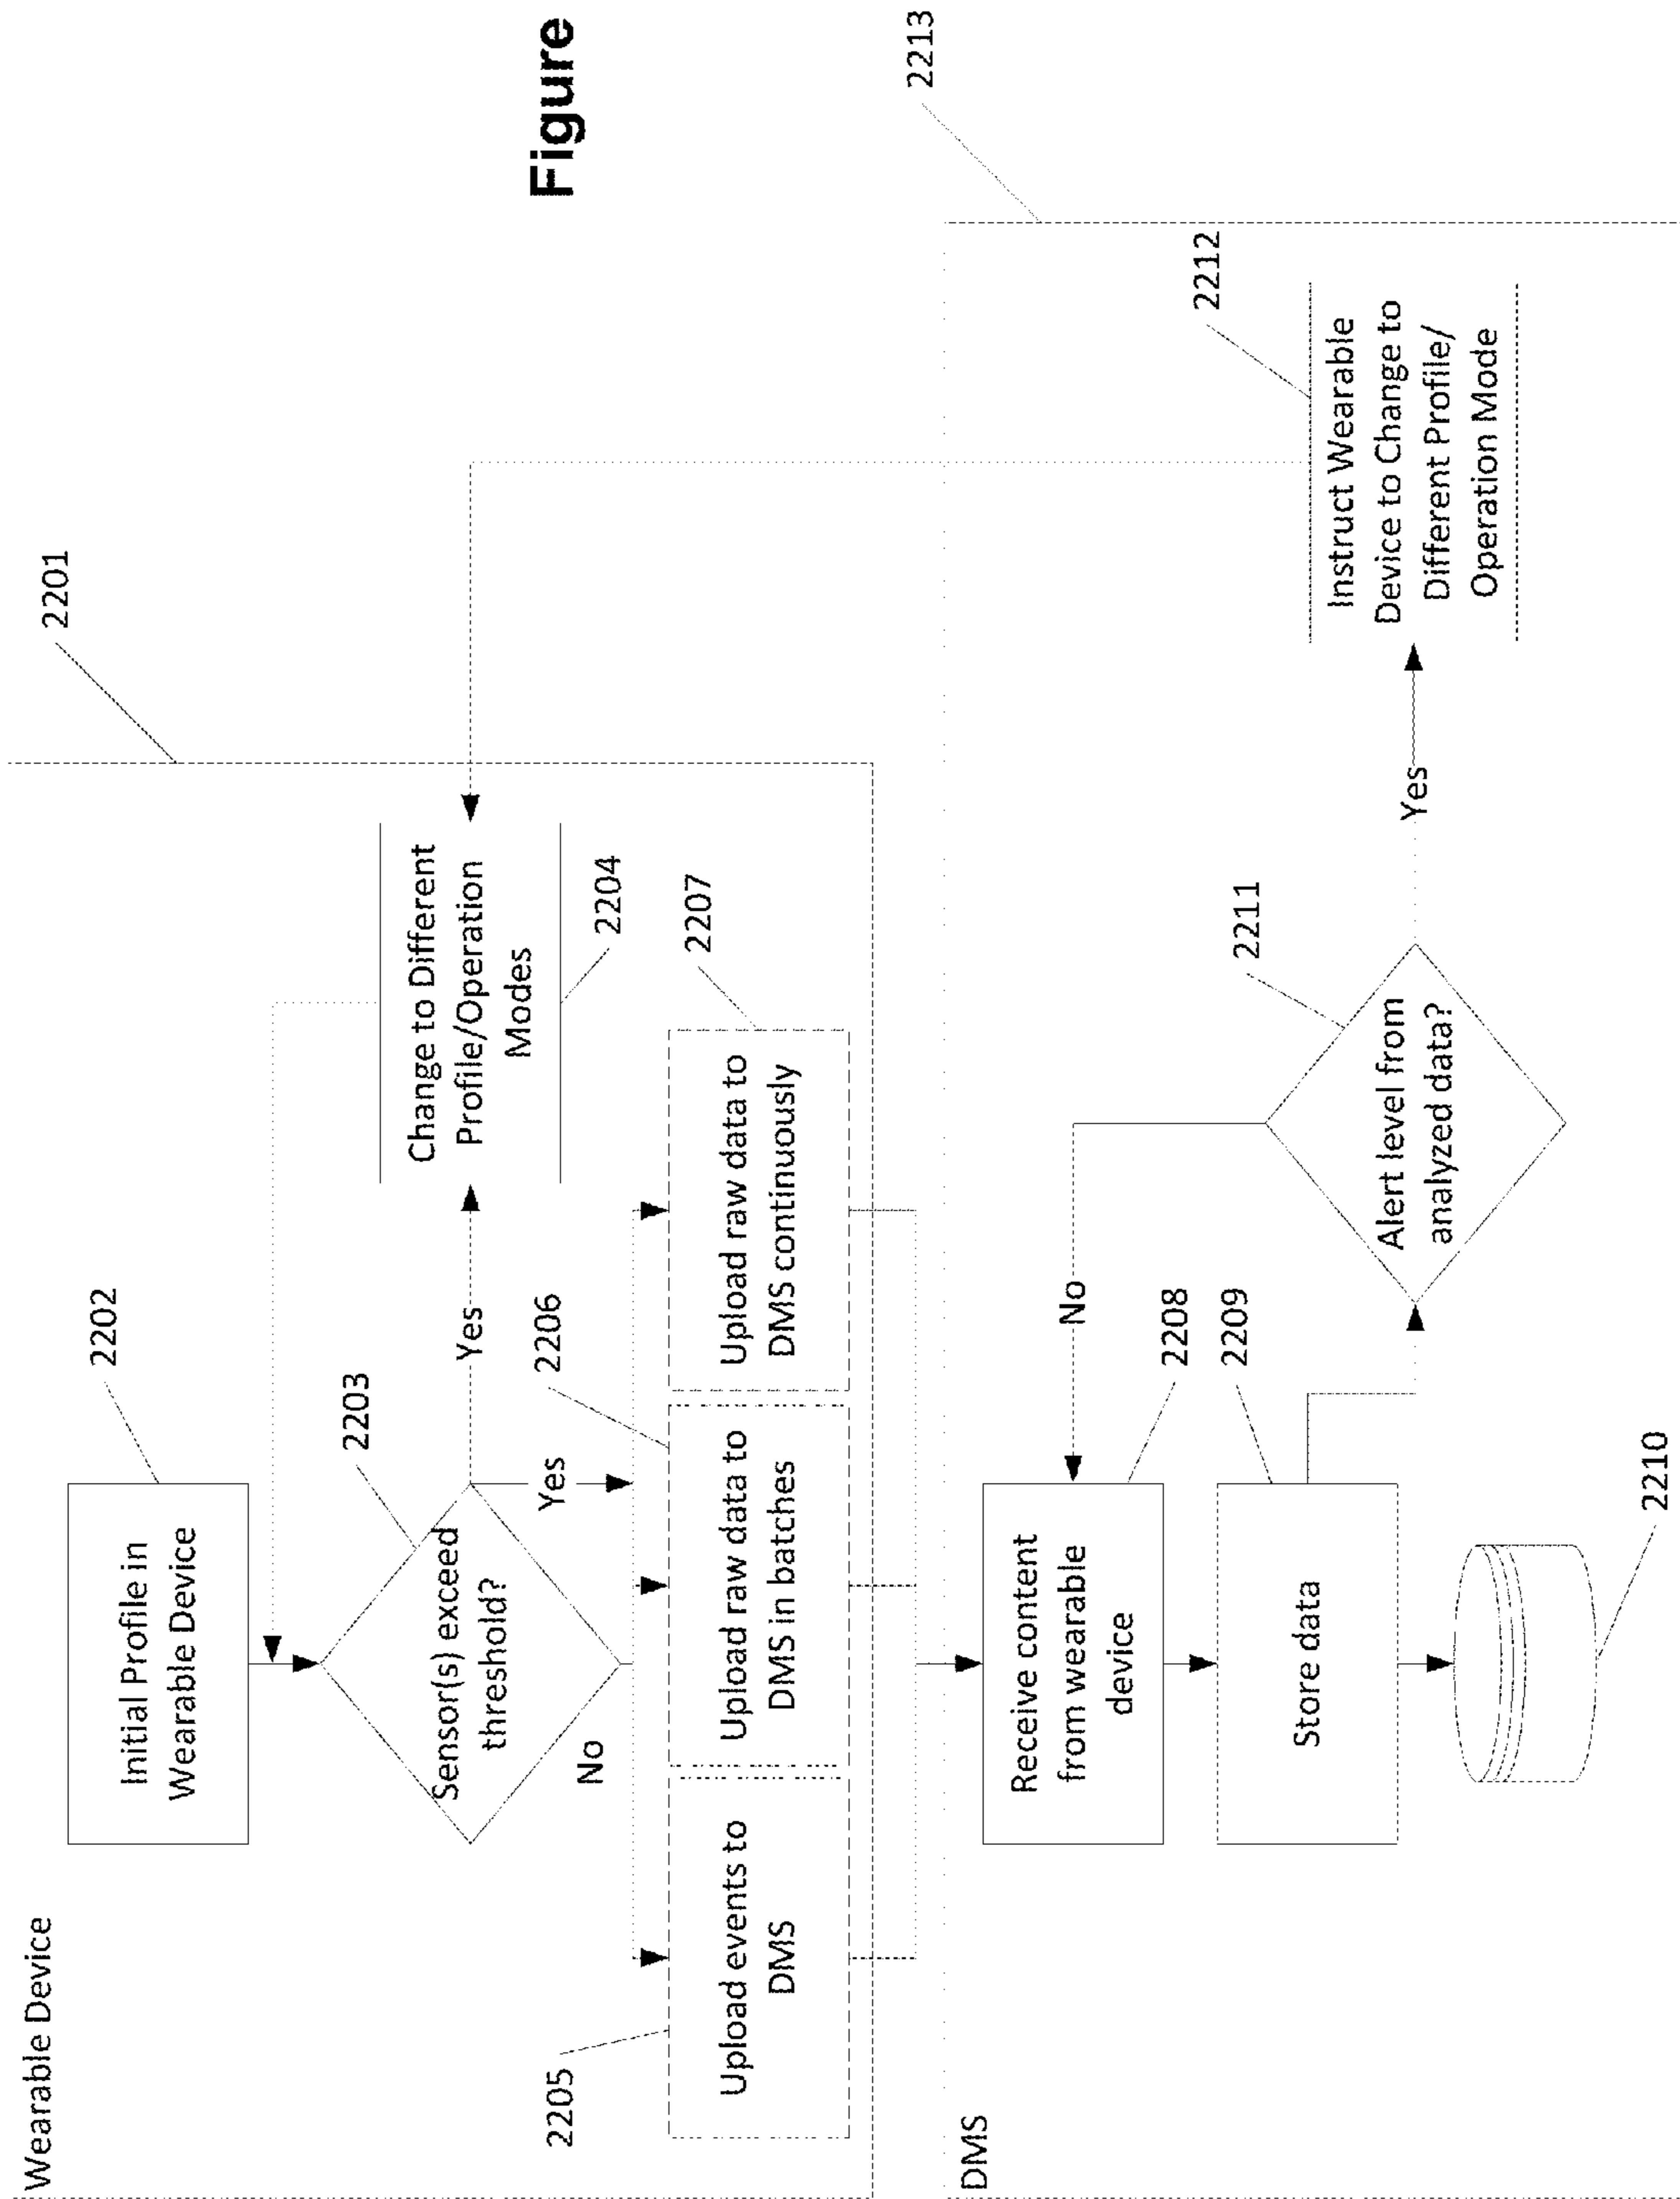 Wearable Device
2201
Initial Profile in
Wearable Device
2202
Sensor(s) exceed
threshold?
2203
Yes
Change to Different
Profile/Operation
Modes
2204
Yes
No
2205
Upload events to
DMS
2206
Upload raw data to
DMS in batches
2207
Upload raw data to
DMS continuously
Figure
DMS
2213
Receive content
from wearable
device
2208
No
Store data
2209
2210
Alert level from
analyzed data?
2211
Yes
Instruct Wearable
Device to Change to
Different Profile/
Operation Mode
2212